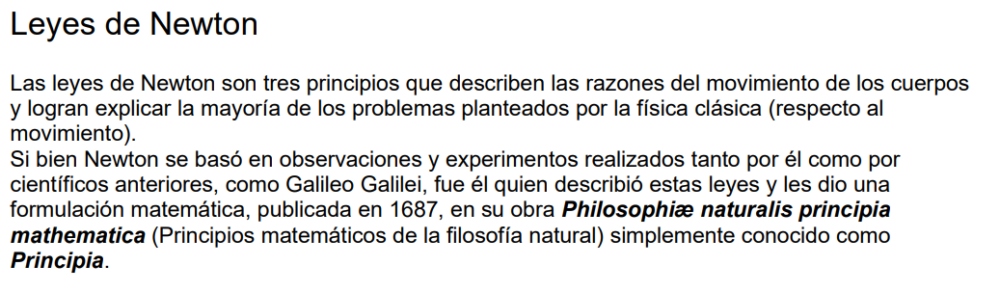 Leyes de Newton
Las leyes de Newton son tres principios que describen las razones del movimiento de los cuerpos
y logran explicar la mayoría de los problemas planteados por la física clásica (respecto al
movimiento).
Si bien Newton se basó en observaciones y experimentos realizados tanto por él como por
científicos anteriores, como Galileo Galilei, fue él quien describió estas leyes y les dio una
formulación matemática, publicada en 1687, en su obra Philosophiæ naturalis principia
mathematica (Principios matemáticos de la filosofía natural) simplemente conocido como
Principia.